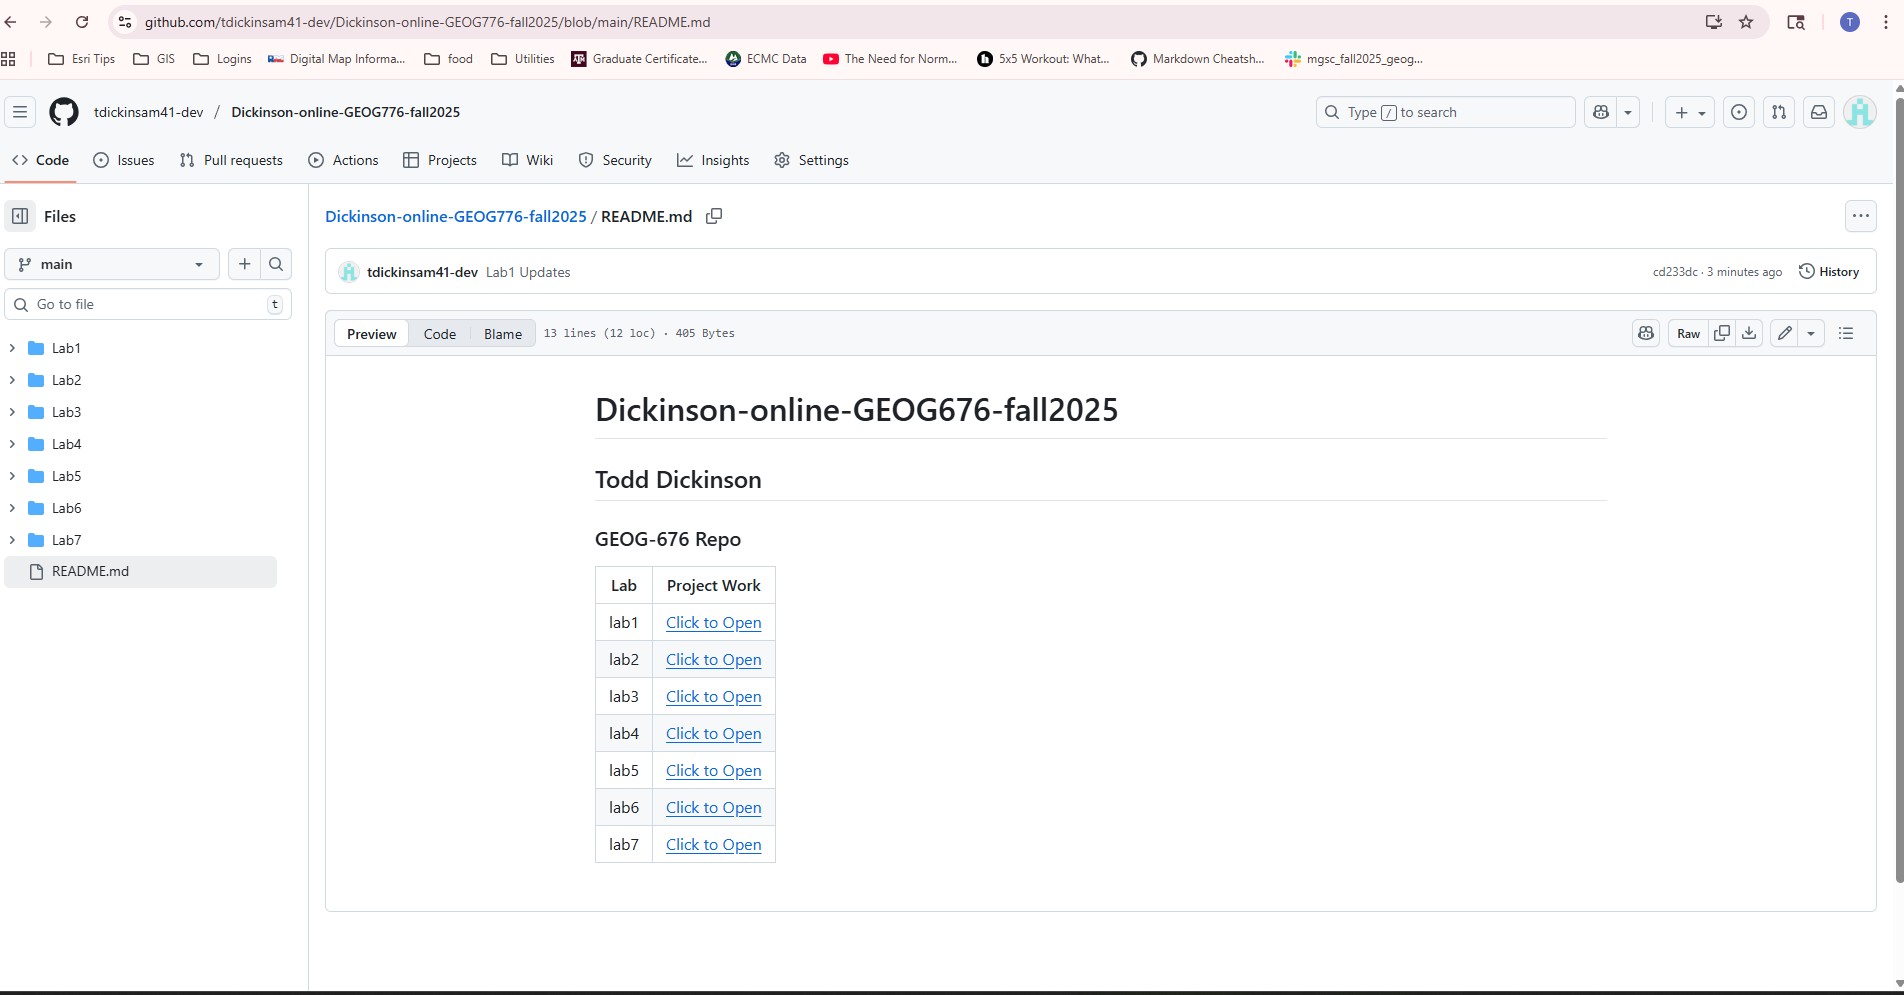 github.com/tdickinsam41-dev/Dickinson-online-GEOG776-fall2025/blob/main/README.md
T
Esri Tips GIS Logins Digital Map Informa... food Utilities Graduate Certificate... ECMC Data The Need for Norm... 5x5 Workout: What... Markdown Cheatsh... mgsc_fall2025_geog...
tdickinsam41-dev / Dickinson-online-GEOG776-fall2025
Type / to search
Code Issues Pull requests Actions Projects Wiki Security Insights Settings
Files
main
Go to file t
Lab1
Lab2
Lab3
Lab4
Lab5
Lab6
Lab7
README.md
Dickinson-online-GEOG776-fall2025 / README.md
tdickinsam41-dev Lab1 Updates
cd233dc · 3 minutes ago History
Preview Code Blame 13 lines (12 loc) · 405 Bytes
Raw
Dickinson-online-GEOG676-fall2025
Todd Dickinson
GEOG-676 Repo
Lab Project Work
lab1 Click to Open
lab2 Click to Open
lab3 Click to Open
lab4 Click to Open
lab5 Click to Open
lab6 Click to Open
lab7 Click to Open